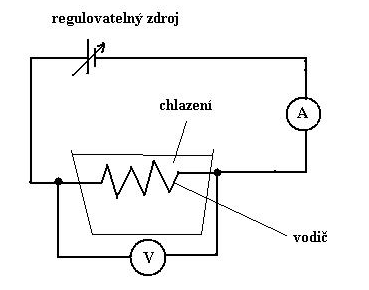 regulovatelný zdroj
chlazení
A
vodič
V